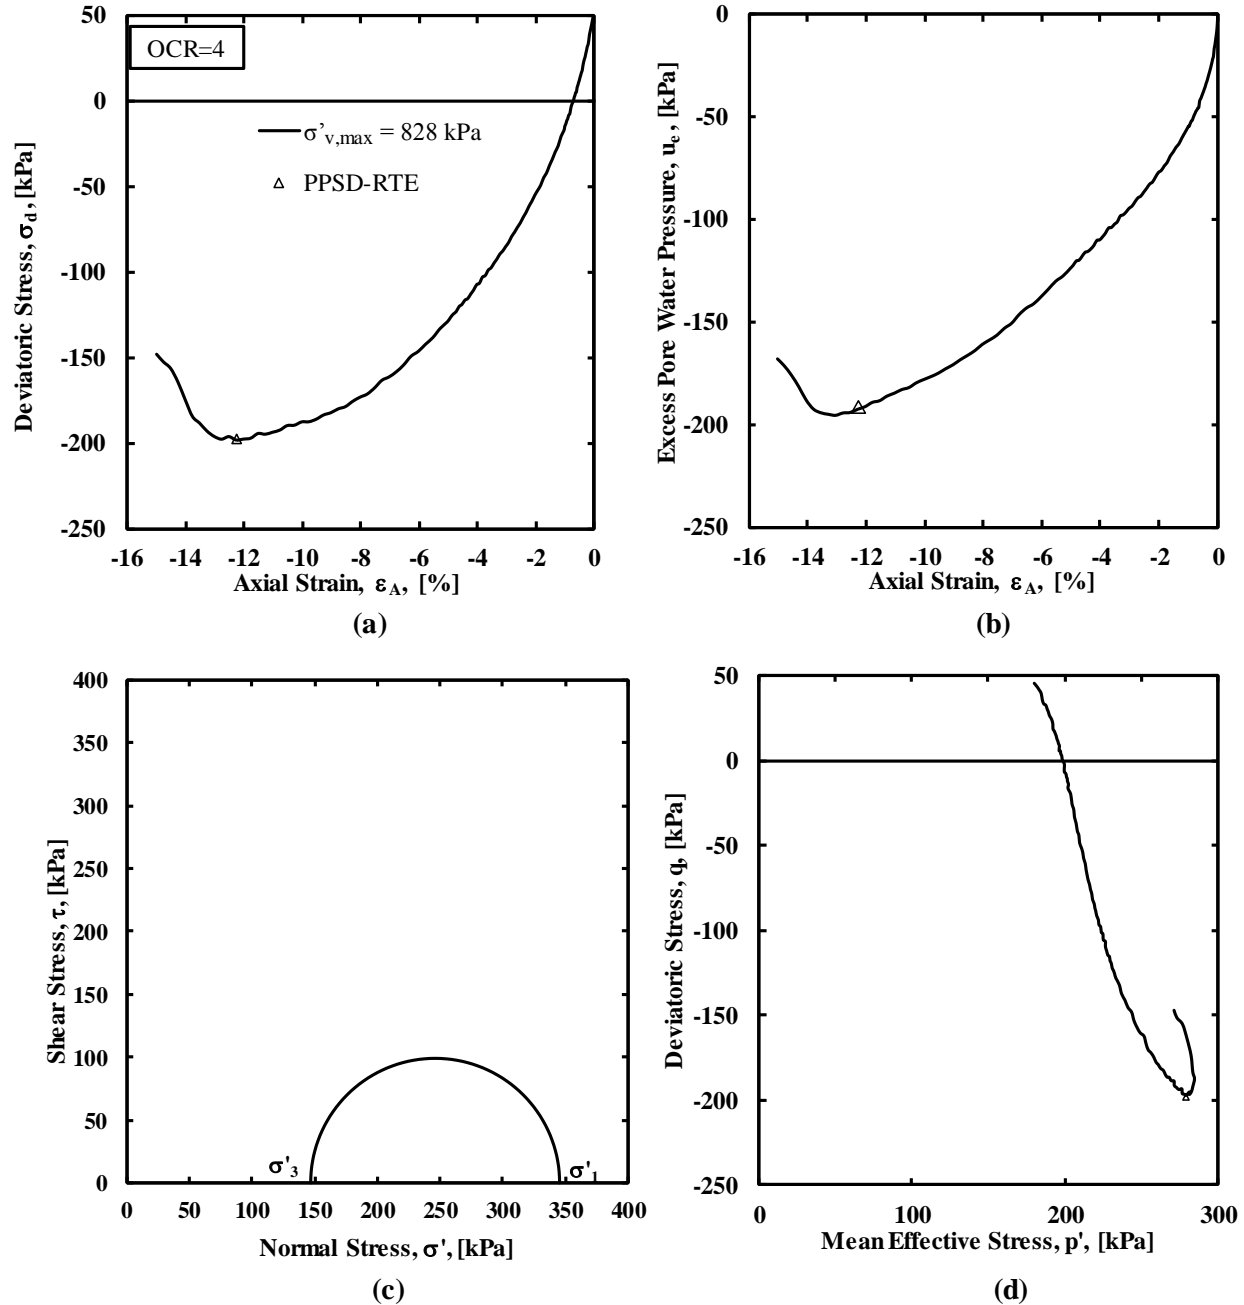 50
0
-50
-100
-150
-200
-250
Deviatoric Stress, σd, [kPa]
OCR=4
σ’v,max = 828 kPa
PPSD-RTE
-16 -14 -12 -10 -8 -6 -4 -2 0
Axial Strain, εA, [%]
(a)
0
-50
-100
-150
-200
-250
Excess Pore Water Pressure, ue, [kPa]
-16 -14 -12 -10 -8 -6 -4 -2 0
Axial Strain, εA, [%]
(b)
400
350
300
250
200
150
100
50
0
Shear Stress, τ, [kPa]
σ'3 σ'1
0 50 100 150 200 250 300 350 400
Normal Stress, σ', [kPa]
(c)
50
0
-50
-100
-150
-200
-250
Deviatoric Stress, q, [kPa]
0 100 200 300
Mean Effective Stress, p', [kPa]
(d)